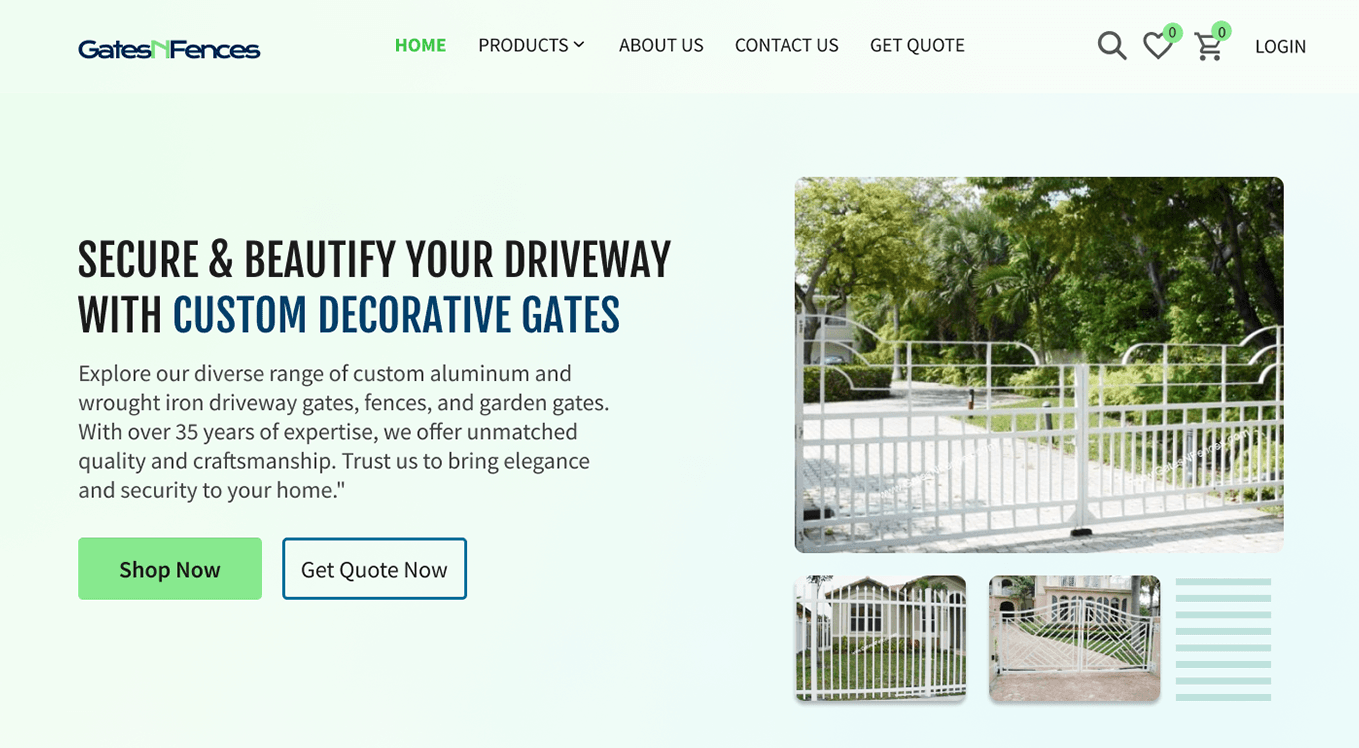 GatesNFences
HOME
PRODUCTS
ABOUT US
CONTACT US
GET QUOTE
0
0
LOGIN
SECURE & BEAUTIFY YOUR DRIVEWAY
WITH CUSTOM DECORATIVE GATES
Explore our diverse range of custom aluminum and
wrought iron driveway gates, fences, and garden gates.
With over 35 years of expertise, we offer unmatched
quality and craftsmanship. Trust us to bring elegance
and security to your home."
Shop Now
Get Quote Now